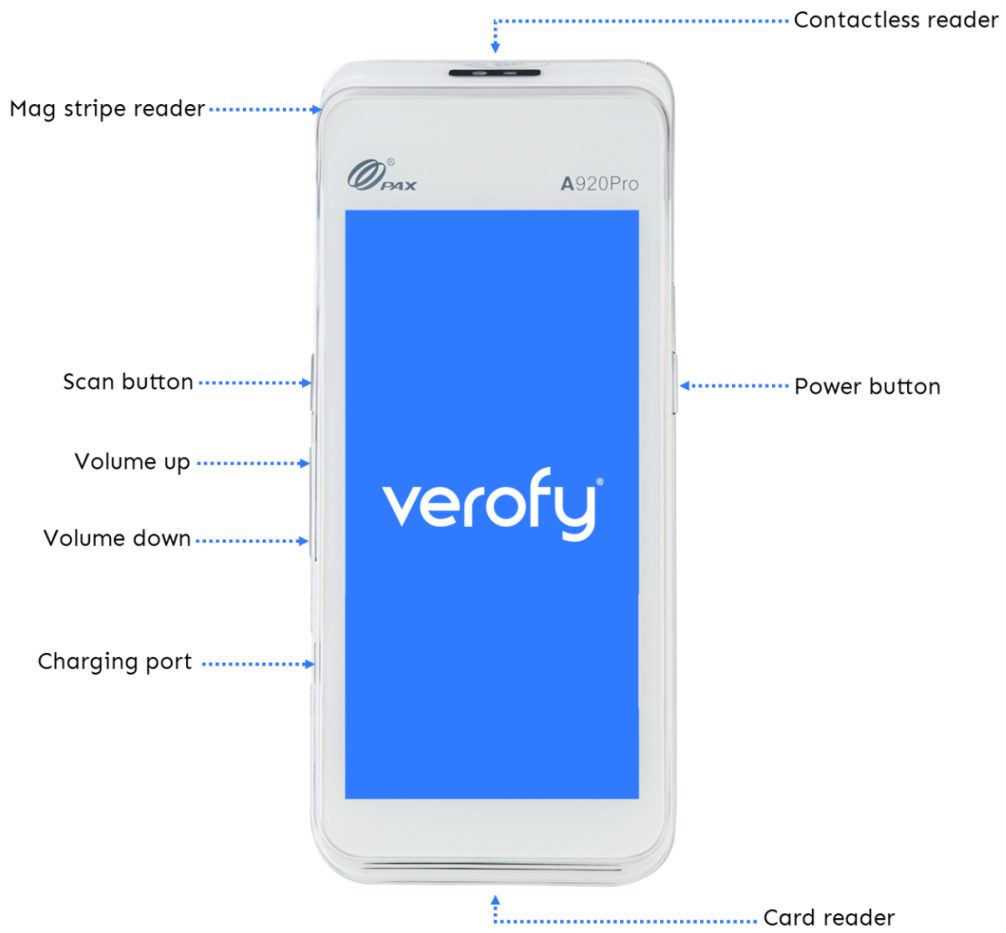 Contactless reader
Mag stripe reader
®
PAX
A920Pro
Scan button
Power button
Volume up
verofy®
Volume down
Charging port
Card reader